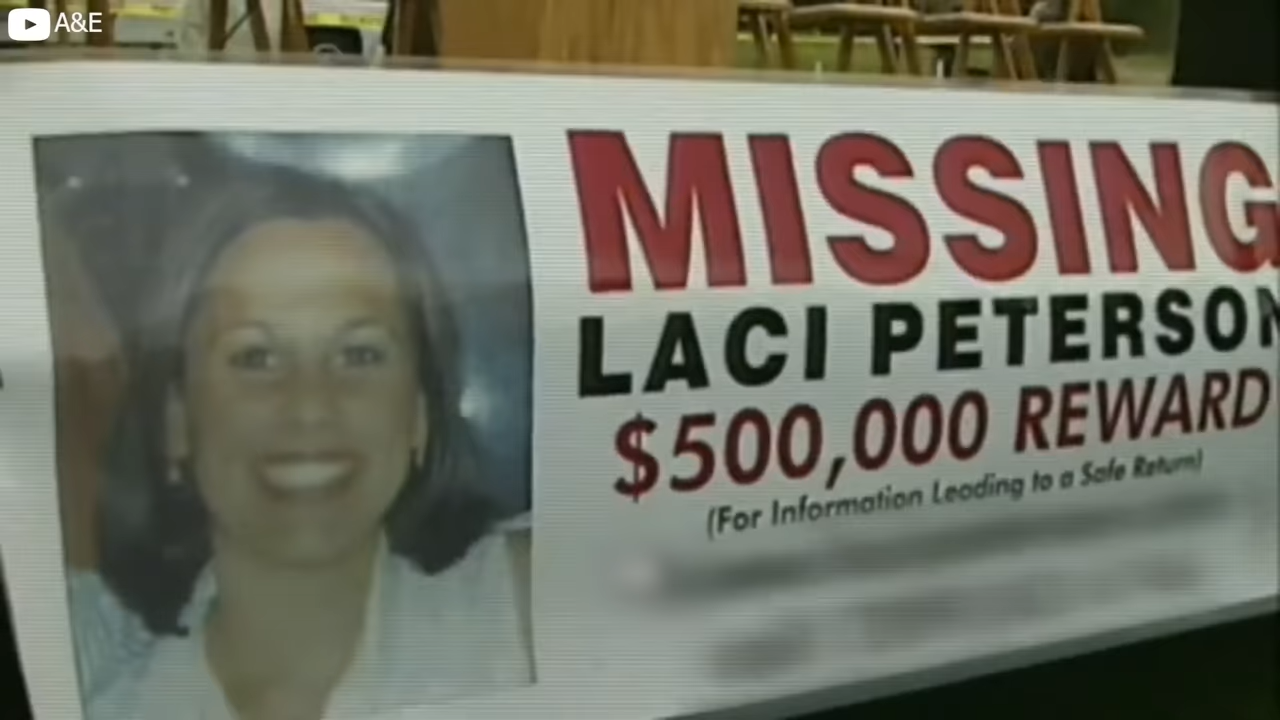 A&E
MISSING
LACI PETERSON
$500,000 REWARD
(For Information Leading to a Safe Return)